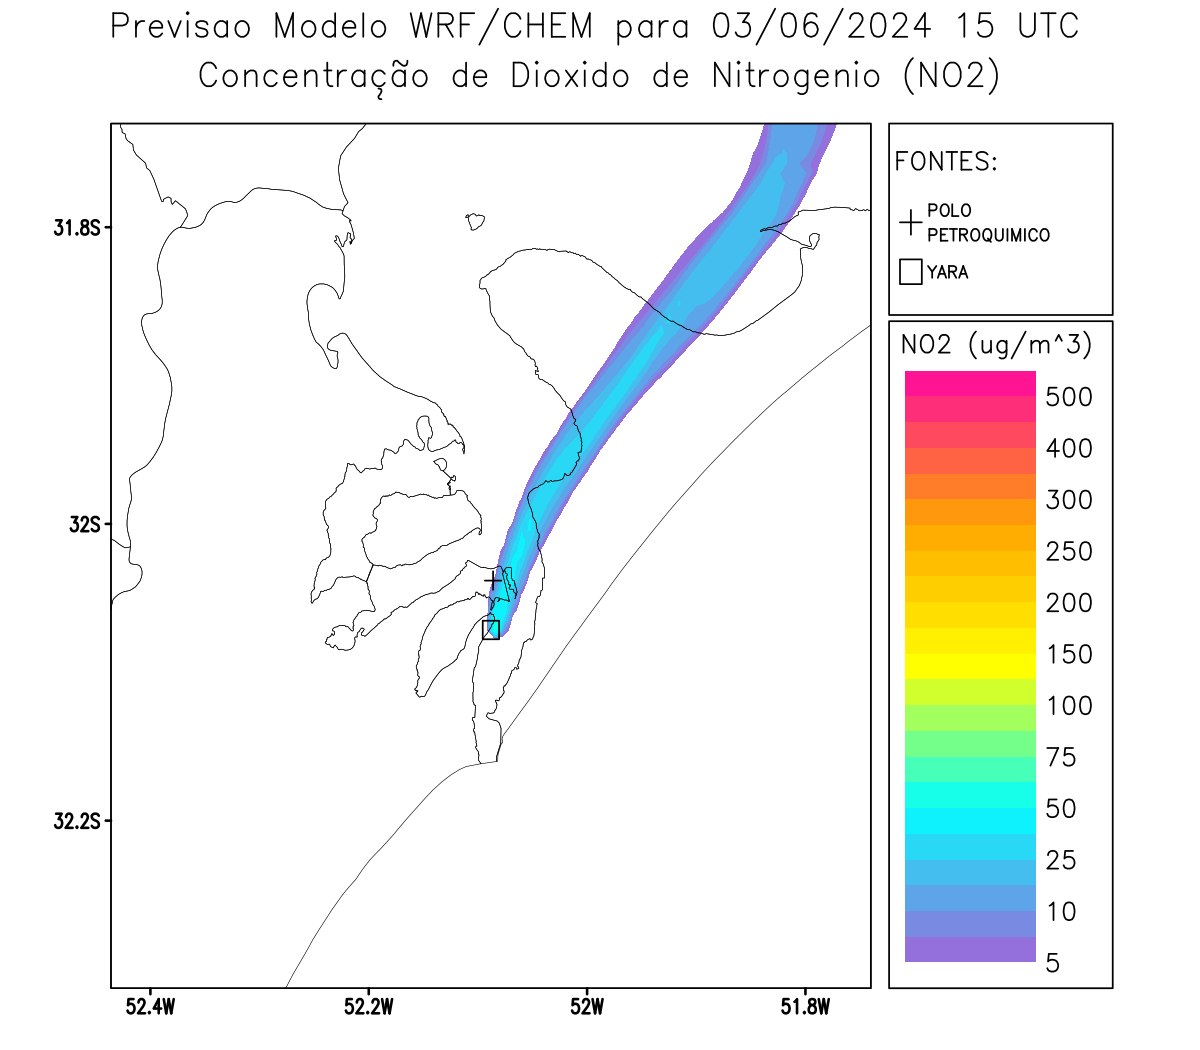 Previsao Modelo WRF/CHEM para 03/06/2024 15 UTC
Concentração de Dioxido de Nitrogenio (NO2)
FONTES:
POLO
PETROQUIMICO
YARA
NO2 (ug/m^3)
500
400
300
250
200
150
100
75
50
25
10
5
31.8S
32S
32.2S
52.4W
52.2W
52W
51.8W